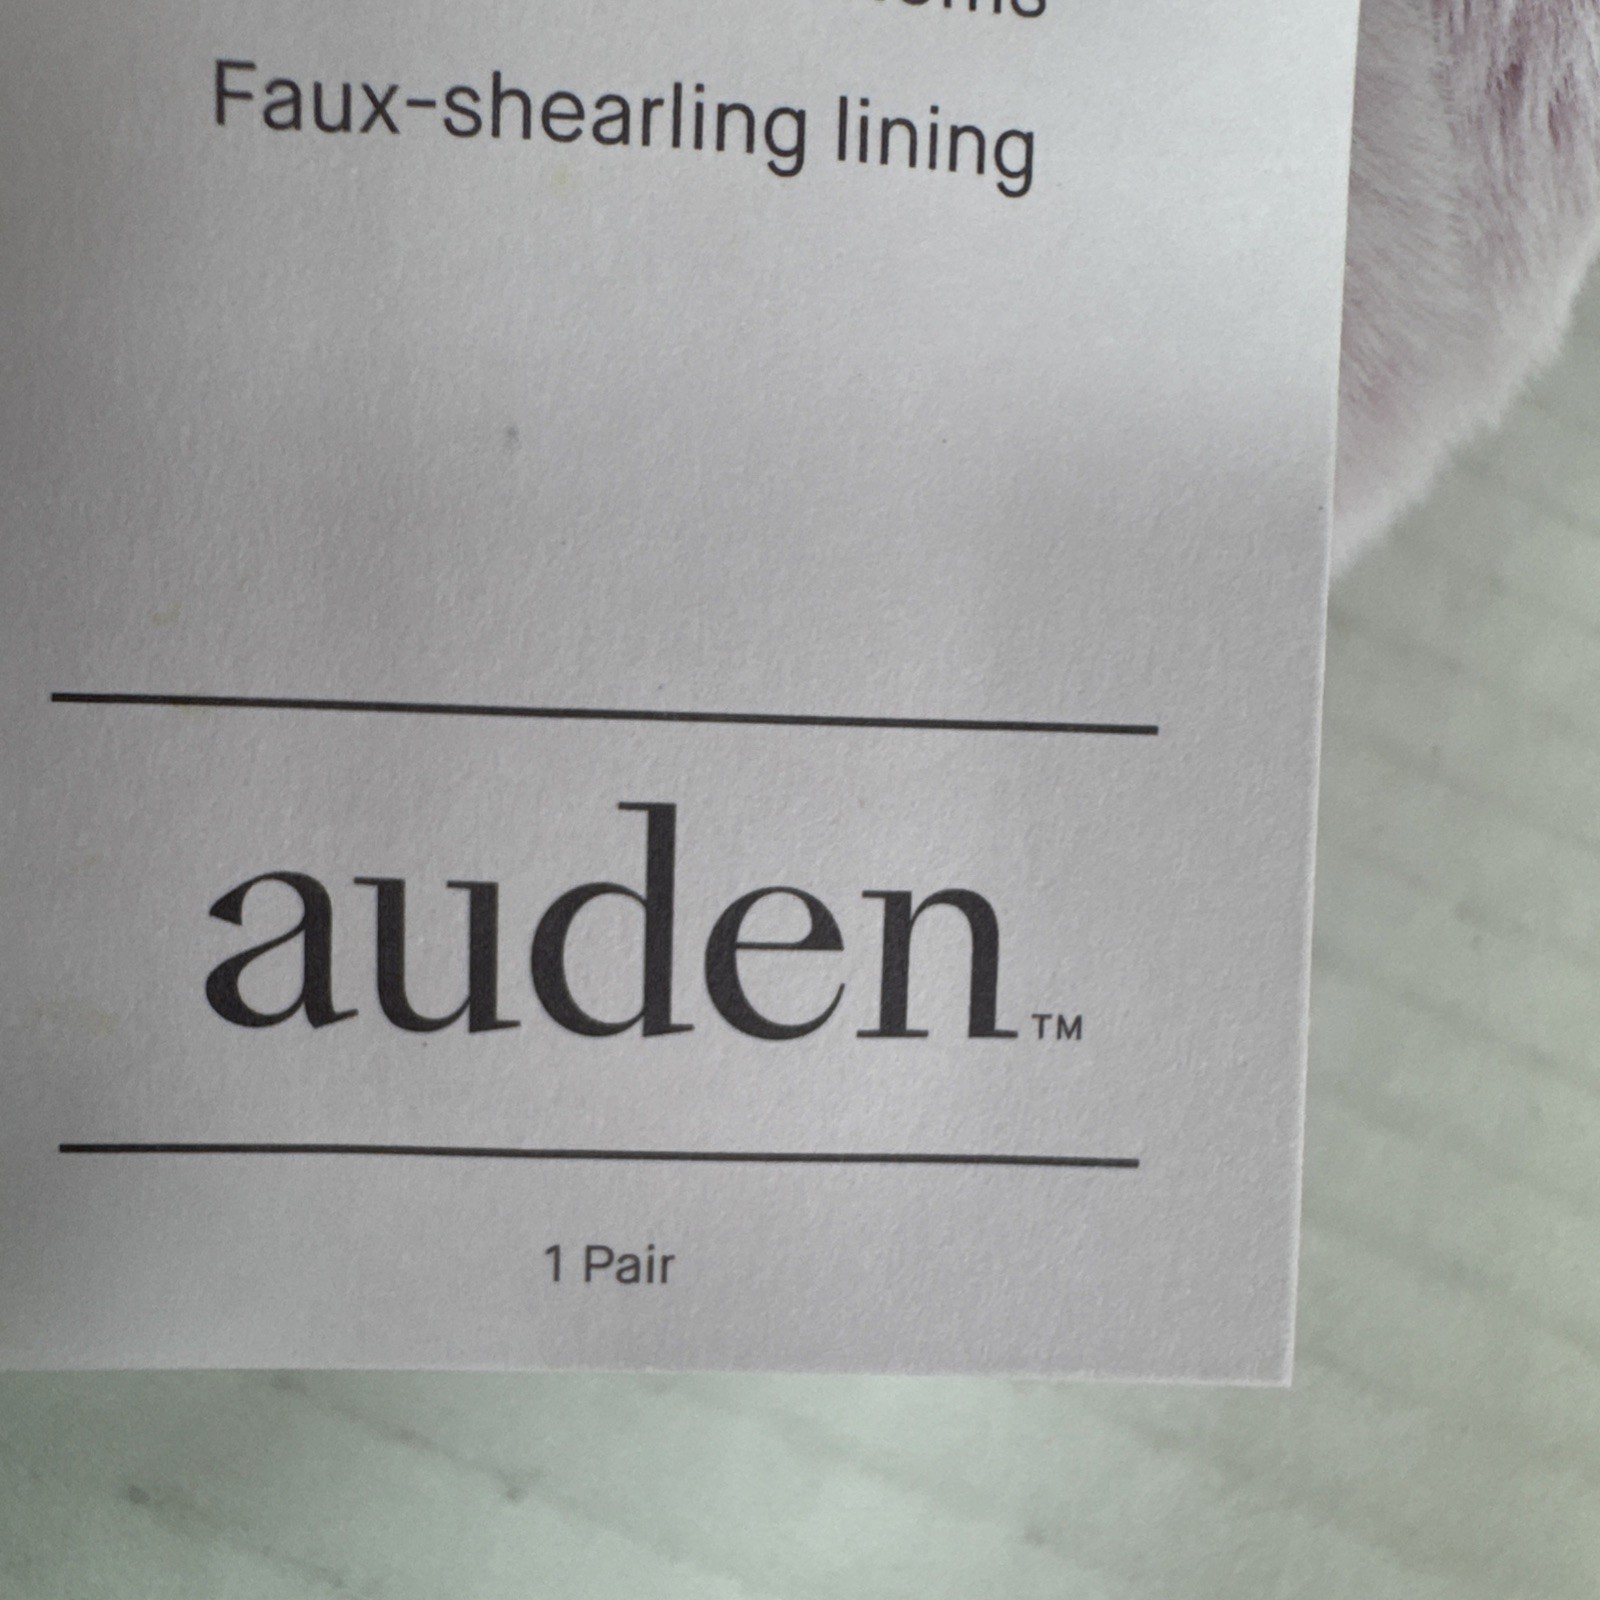 Faux-shearling lining
auden™
1 Pair